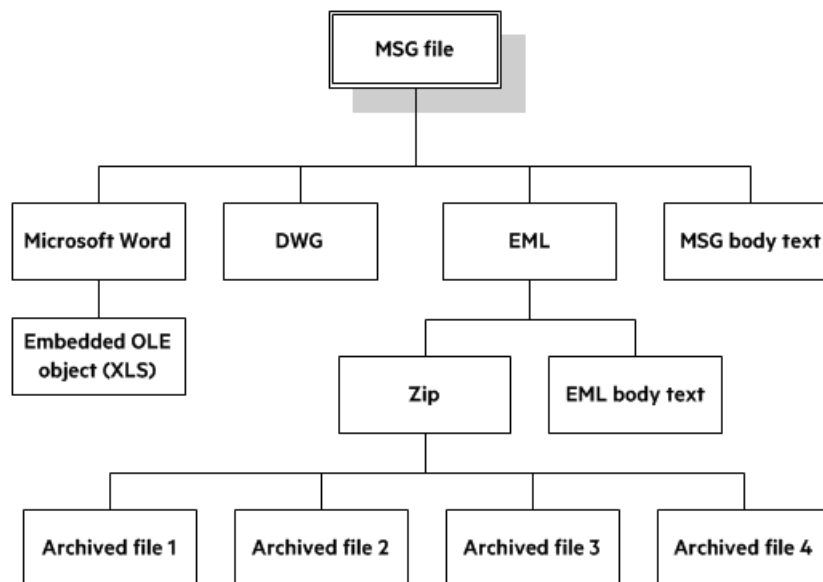 MSG file
Microsoft Word
DWG
EML
MSG body text
Embedded OLE
object (XLS)
Zip
EML body text
Archived file 1
Archived file 2
Archived file 3
Archived file 4